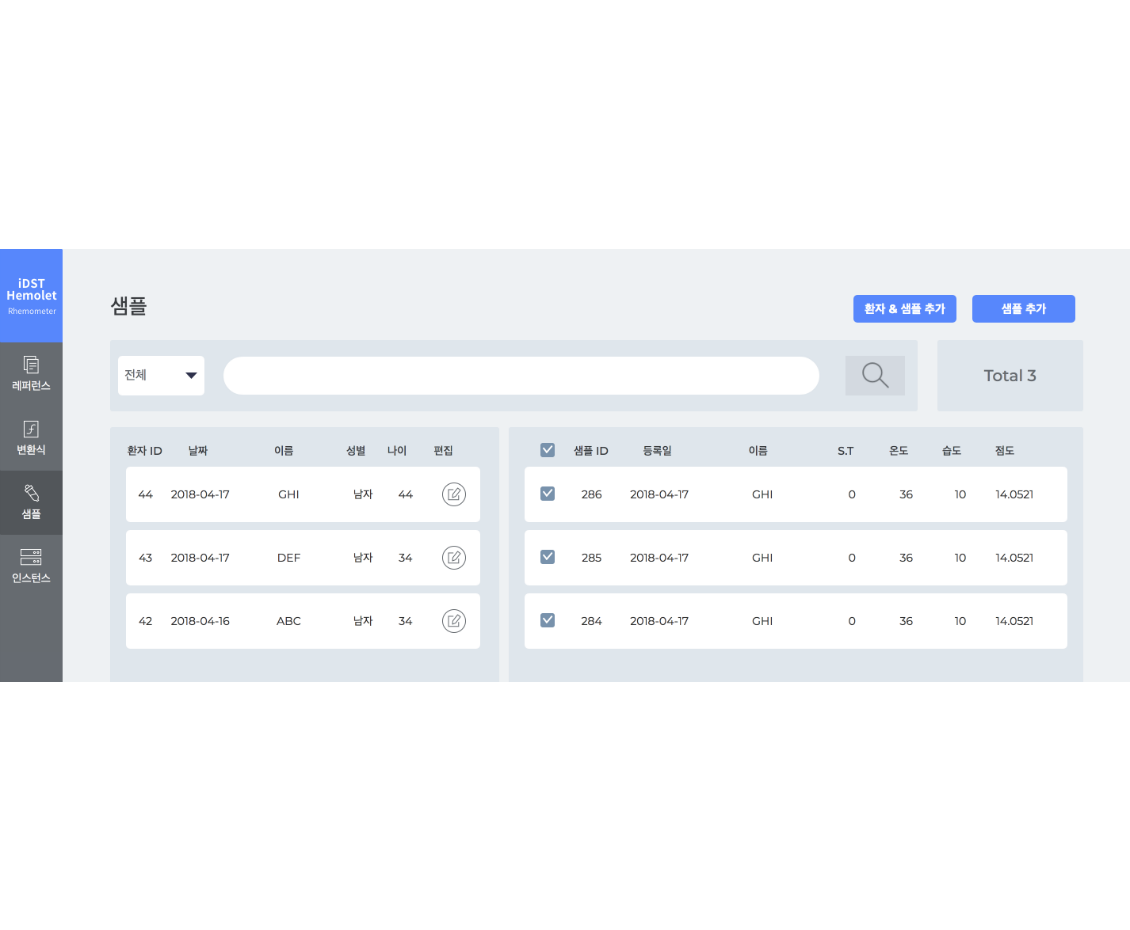 iDST
Hemolet
Rhemometer
레퍼런스
변환식
샘플
인스턴스
샘플
환자 & 샘플 추가
샘플 추가
전체
Total 3
환자 ID 날짜 이름 성별 나이 편집
44 2018-04-17 GHI 남자 44
43 2018-04-17 DEF 남자 34
42 2018-04-16 ABC 남자 34
샘플 ID 등록일 이름 S.T 온도 습도 점도
286 2018-04-17 GHI 0 36 10 14.0521
285 2018-04-17 GHI 0 36 10 14.0521
284 2018-04-17 GHI 0 36 10 14.0521